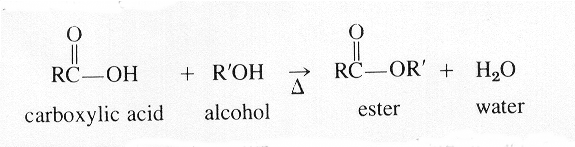 O O
RC—OH + R'OH → RC—OR' + H₂O
Δ
carboxylic acid alcohol ester water